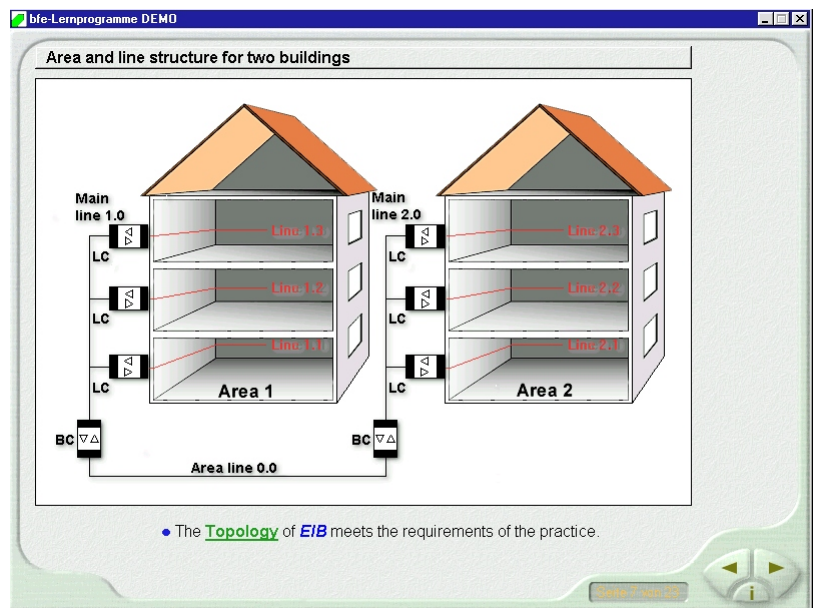 bfe-Lernprogramme DEMO
Area and line structure for two buildings
Main
line 1.0
LC
LC
LC
BC
Line 1.3
Line 1.2
Line 1.1
Area 1
Main
line 2.0
LC
LC
LC
BC
Line 2.3
Line 2.2
Line 2.1
Area 2
Area line 0.0
• The Topology of EIB meets the requirements of the practice.
i